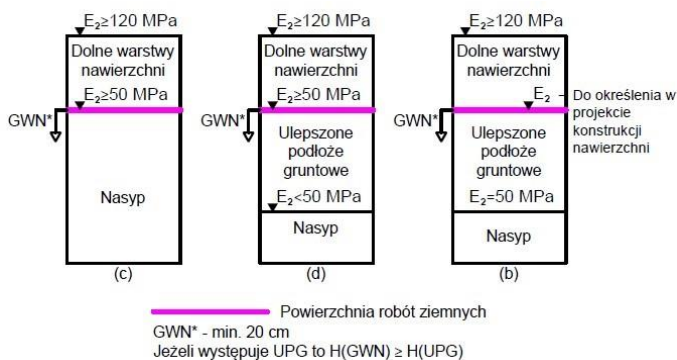 E₂≥120 MPa
Dolne warstwy
nawierzchni
E₂≥50 MPa
GWN*
Nasyp
(c)
E₂≥120 MPa
Dolne warstwy
nawierzchni
E₂≥50 MPa
GWN*
Ulepszone
podłoże
gruntowe
E₂<50 MPa
Nasyp
(d)
E₂≥120 MPa
Dolne warstwy
nawierzchni
E₂ - Do określenia w
projekcie
konstrukcji
nawierzchni
GWN*
Ulepszone
podłoże
gruntowe
E₂=50 MPa
Nasyp
(b)
Powierzchnia robót ziemnych
GWN* - min. 20 cm
Jeżeli występuje UPG to H(GWN) ≥ H(UPG)